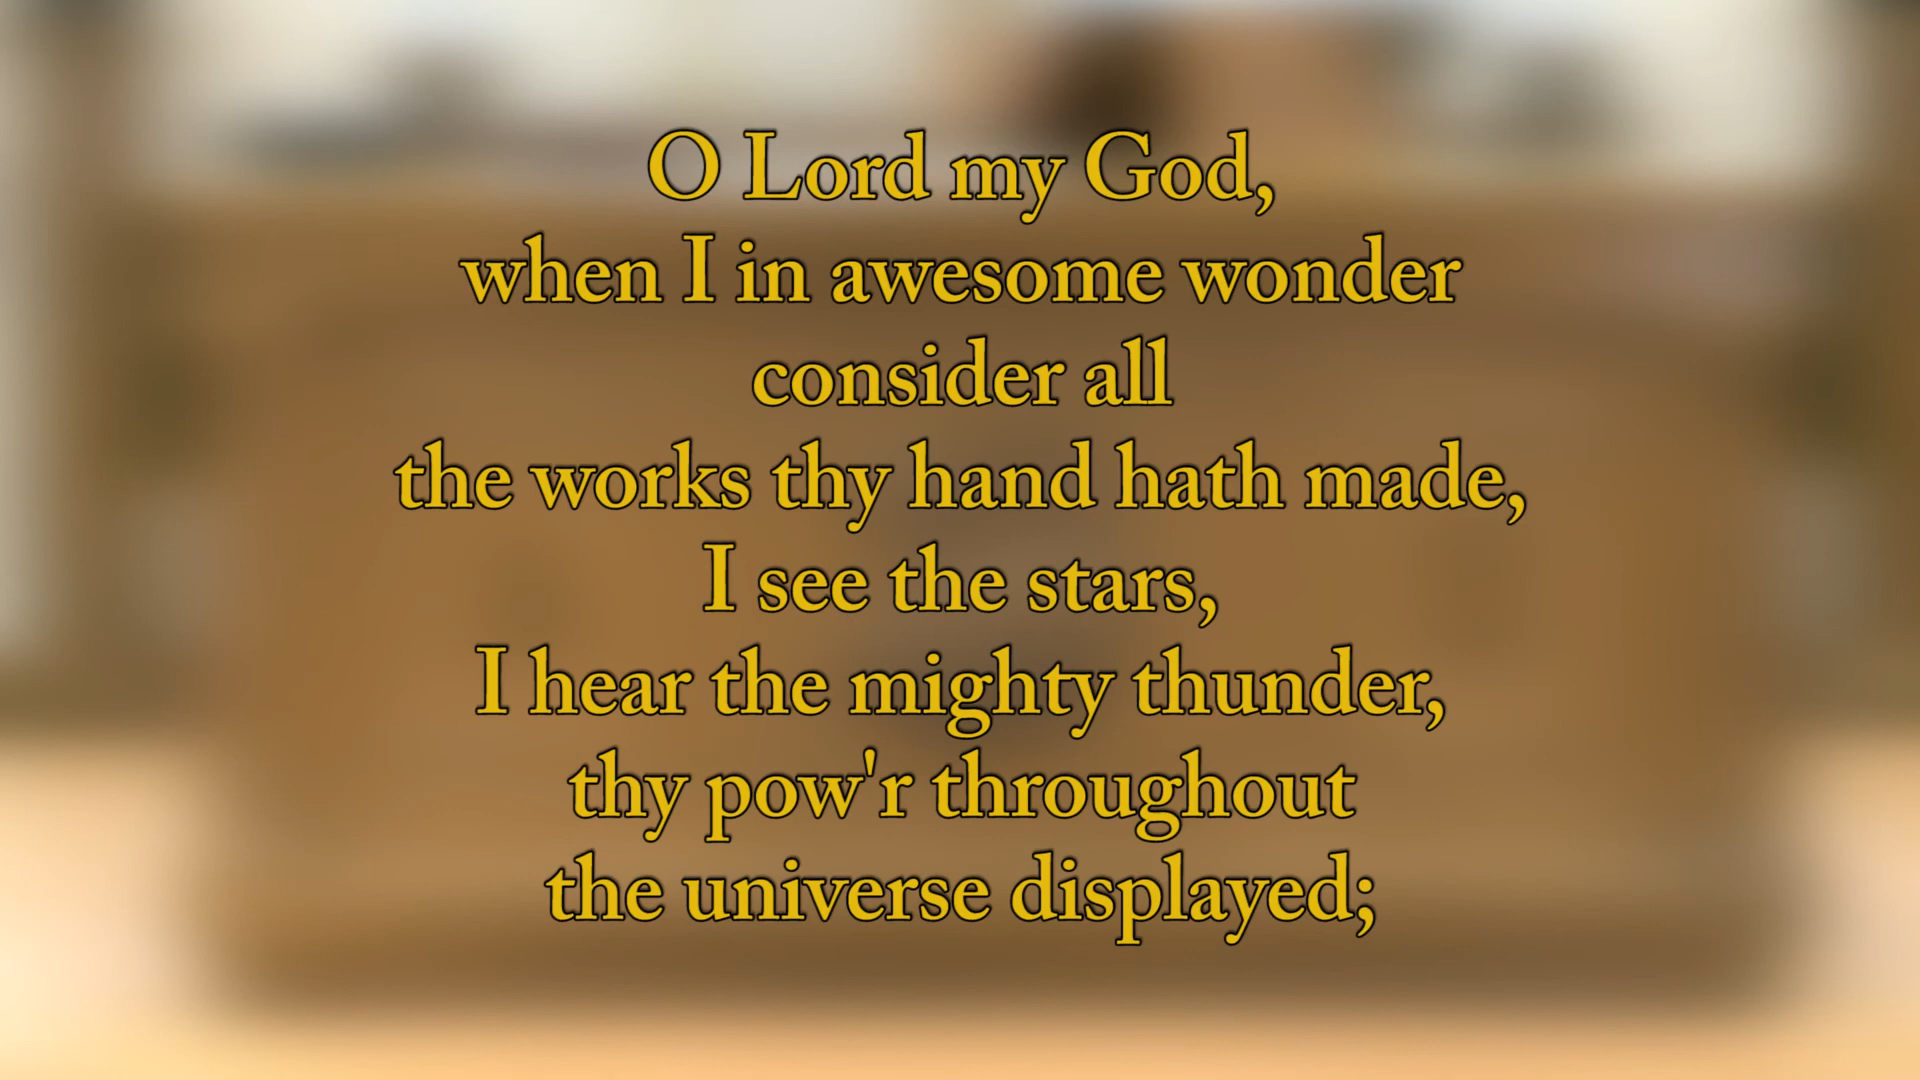 O Lord my God,
when I in awesome wonder
consider all
the works thy hand hath made,
I see the stars,
I hear the mighty thunder,
thy pow'r throughout
the universe displayed;